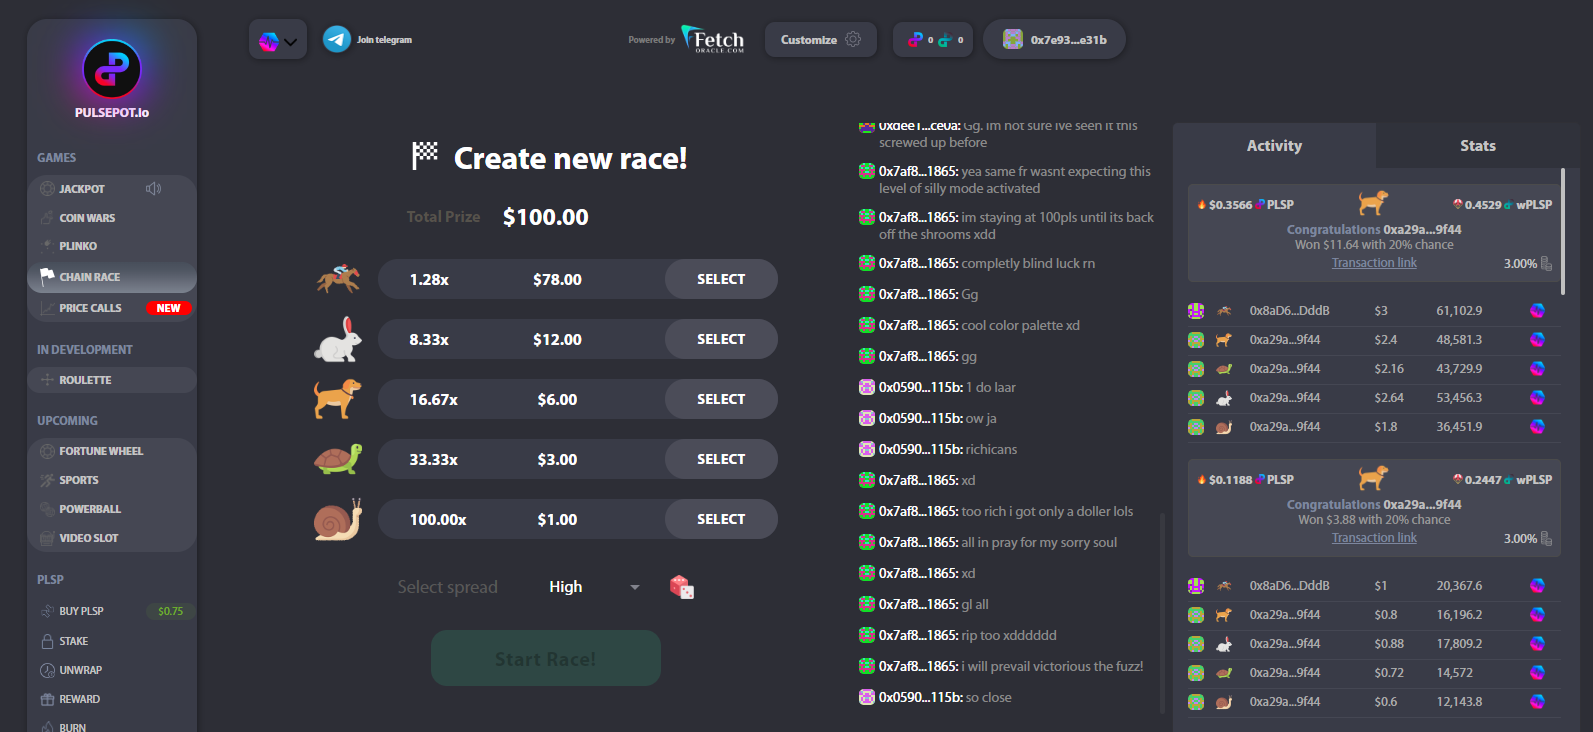 PULSEPOT.io
GAMES
JACKPOT
COIN WARS
PLINKO
CHAIN RACE
PRICE CALLS NEW
IN DEVELOPMENT
ROULETTE
UPCOMING
FORTUNE WHEEL
SPORTS
POWERBALL
VIDEO SLOT
PLSP
BUY PLSP $0.75
STAKE
UNWRAP
REWARD
BURN
Join telegram
Powered by Fetch
ORACLE.COM
Customize
0 0
0x7e93...e31b
Create new race!
Total Prize $100.00
1.28x $78.00 SELECT
8.33x $12.00 SELECT
16.67x $6.00 SELECT
33.33x $3.00 SELECT
100.00x $1.00 SELECT
Select spread High
Start Race!
0xdee1...ce0a: Gg. Im not sure ive seen it this
screwed up before
0x7af8...1865: yea same fr wasnt expecting this
level of silly mode activated
0x7af8...1865: im staying at 100pls until its back
off the shrooms xdd
0x7af8...1865: completly blind luck rn
0x7af8...1865: Gg
0x7af8...1865: cool color palette xd
0x7af8...1865: gg
0x0590...115b: 1 do laar
0x0590...115b: ow ja
0x0590...115b: richicans
0x7af8...1865: xd
0x7af8...1865: too rich i got only a doller lols
0x7af8...1865: all in pray for my sorry soul
0x7af8...1865: xd
0x7af8...1865: gl all
0x7af8...1865: rip too xdddddd
0x7af8...1865: i will prevail victorious the fuzz!
0x0590...115b: so close
Activity Stats
$0.3566 PLSP 0.4529 wPLSP
Congratulations 0xa29a...9f44
Won $11.64 with 20% chance
Transaction link
3.00%
0x8aD6...DddB $3 61,102.9
0xa29a...9f44 $2.4 48,581.3
0xa29a...9f44 $2.16 43,729.9
0xa29a...9f44 $2.64 53,456.3
0xa29a...9f44 $1.8 36,451.9
$0.1188 PLSP 0.2447 wPLSP
Congratulations 0xa29a...9f44
Won $3.88 with 20% chance
Transaction link
3.00%
0x8aD6...DddB $1 20,367.6
0xa29a...9f44 $0.8 16,196.2
0xa29a...9f44 $0.88 17,809.2
0xa29a...9f44 $0.72 14,572
0xa29a...9f44 $0.6 12,143.8